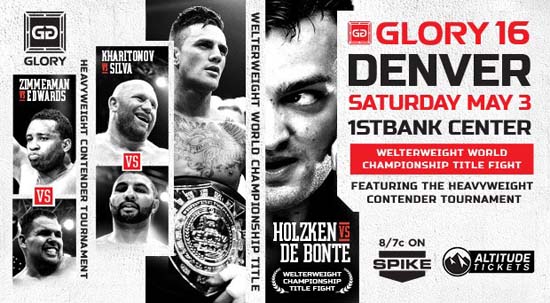 GLORY
ZIMMERMAN
VS EDWARDS
VS
HEAVYWEIGHT CONTENDER TOURNAMENT
KHARITONOV
VS SILVA
VS
WELTERWEIGHT WORLD CHAMPIONSHIP TITLE
HOLZKEN VS
DE BONTE
WELTERWEIGHT
CHAMPIONSHIP
TITLE FIGHT
GLORY 16
DENVER
SATURDAY MAY 3
1STBANK CENTER
WELTERWEIGHT WORLD
CHAMPIONSHIP TITLE FIGHT
FEATURING THE HEAVYWEIGHT
CONTENDER TOURNAMENT
8/7c ON
SPIKE
ALTITUDE
TICKETS